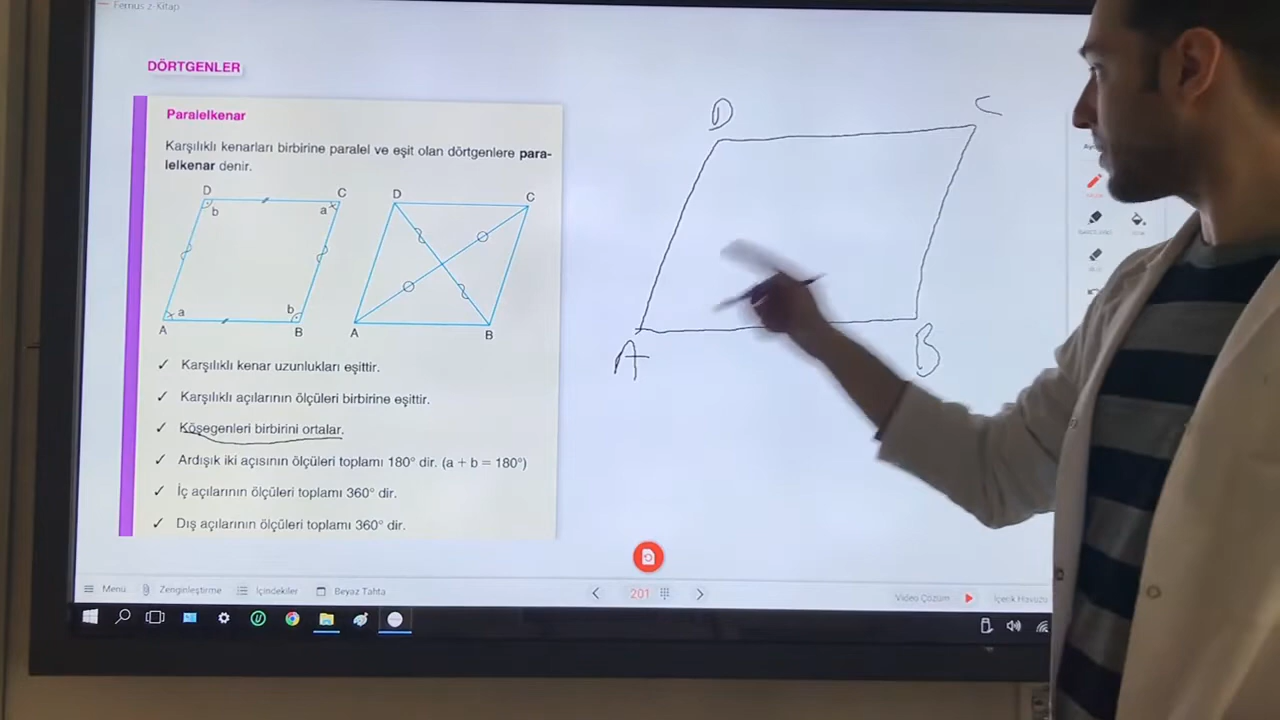 Fernus z-Kitap
DÖRTGENLER
Paralelkenar
Karşılıklı kenarları birbirine paralel ve eşit olan dörtgenlere para-
lelkenar denir.
D C D C
b a
a b
A B A B
✓ Karşılıklı kenar uzunlukları eşittir.
✓ Karşılıklı açılarının ölçüleri birbirine eşittir.
✓ Köşegenleri birbirini ortalar.
✓ Ardışık iki açısının ölçüleri toplamı 180° dir. (a + b = 180°)
✓ İç açılarının ölçüleri toplamı 360° dir.
✓ Dış açılarının ölçüleri toplamı 360° dir.
D C
A B
Menü Zenginleştirme İçindekiler Beyaz Tahta 201 Video Çözüm İçerik Havuzu